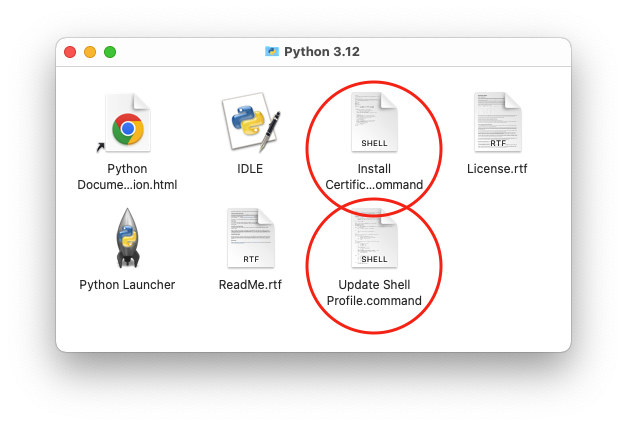 Python 3.12
SHELL
RTF
Python
Docume...ion.html
IDLE
Install
Certific...ommand
License.rtf
RTF
SHELL
Python Launcher
ReadMe.rtf
Update Shell
Profile.command